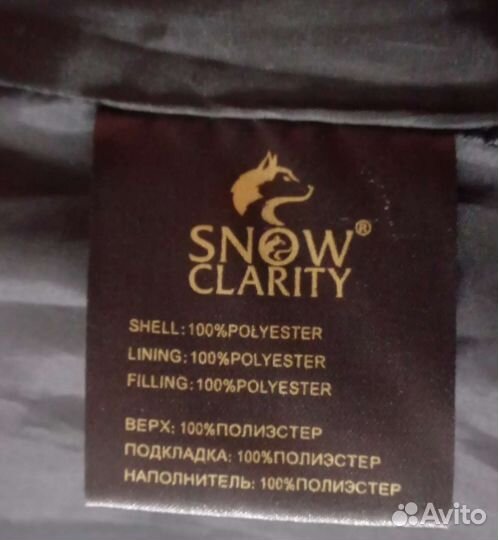 SNOW®
CLARITY
SHELL:100%POLYESTER
LINING:100%POLYESTER
FILLING:100%POLYESTER
ВЕРХ: 100%ПОЛИЭСТЕР
ПОДКЛАДКА: 100%ПОЛИЭСТЕР
НАПОЛНИТЕЛЬ: 100%ПОЛИЭСТЕР
Avito